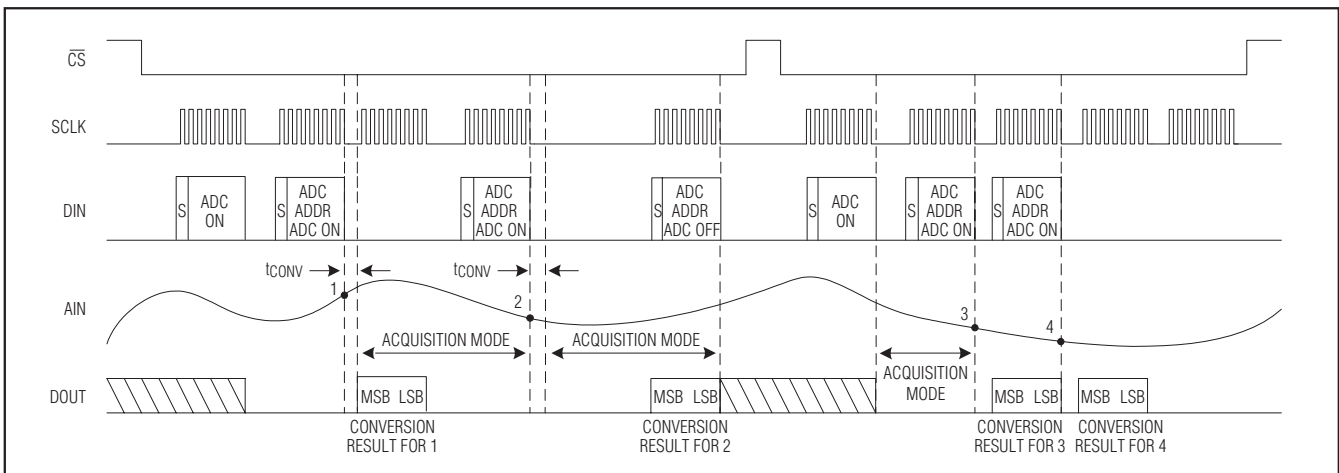 CS
SCLK
DIN
S
ADC
ON
S
ADC
ADDR
ADC ON
S
ADC
ADDR
ADC ON
S
ADC
ADDR
ADC OFF
S
ADC
ON
S
ADC
ADDR
ADC ON
S
ADC
ADDR
ADC ON
tCONV
tCONV
AIN
1
2
3
4
ACQUISITION MODE
ACQUISITION MODE
ACQUISITION
MODE
DOUT
MSB LSB
MSB LSB
MSB LSB
MSB LSB
CONVERSION
RESULT FOR 1
CONVERSION
RESULT FOR 2
CONVERSION
RESULT FOR 3
CONVERSION
RESULT FOR 4